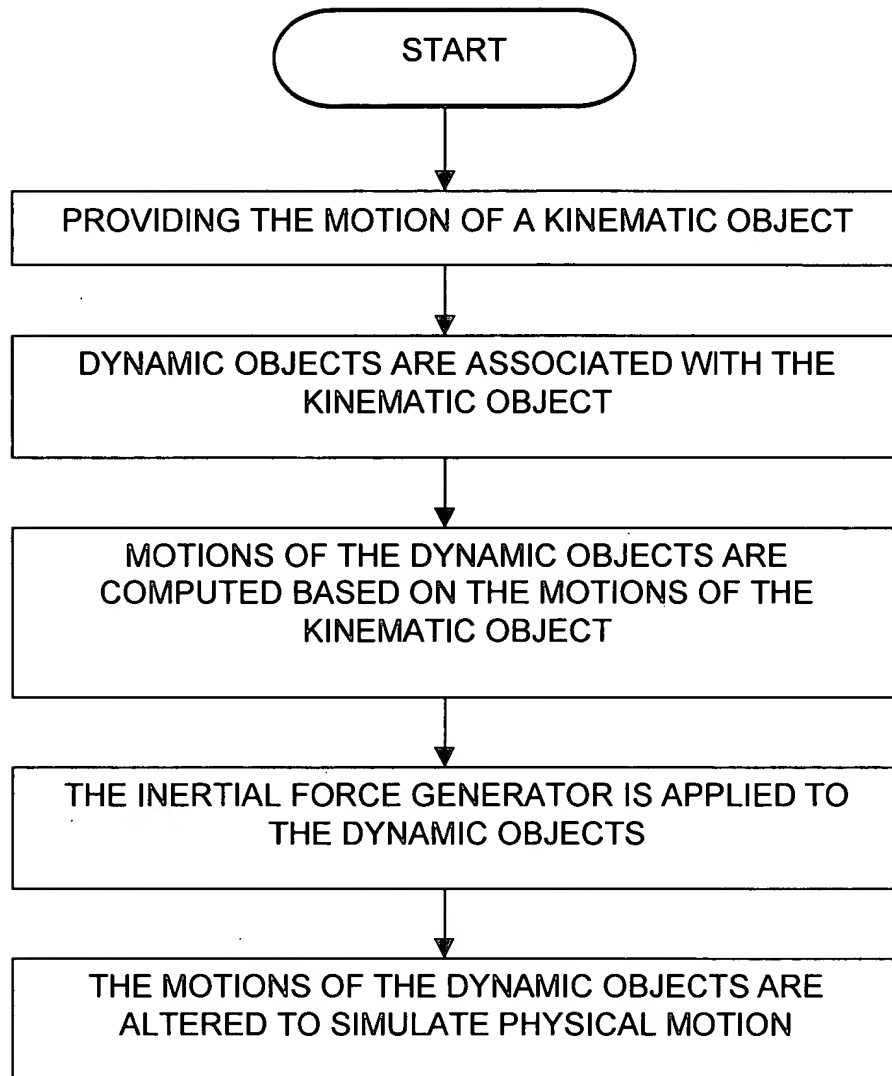 START
PROVIDING THE MOTION OF A KINEMATIC OBJECT
DYNAMIC OBJECTS ARE ASSOCIATED WITH THE
KINEMATIC OBJECT
MOTIONS OF THE DYNAMIC OBJECTS ARE
COMPUTED BASED ON THE MOTIONS OF THE
KINEMATIC OBJECT
THE INERTIAL FORCE GENERATOR IS APPLIED TO
THE DYNAMIC OBJECTS
THE MOTIONS OF THE DYNAMIC OBJECTS ARE
ALTERED TO SIMULATE PHYSICAL MOTION